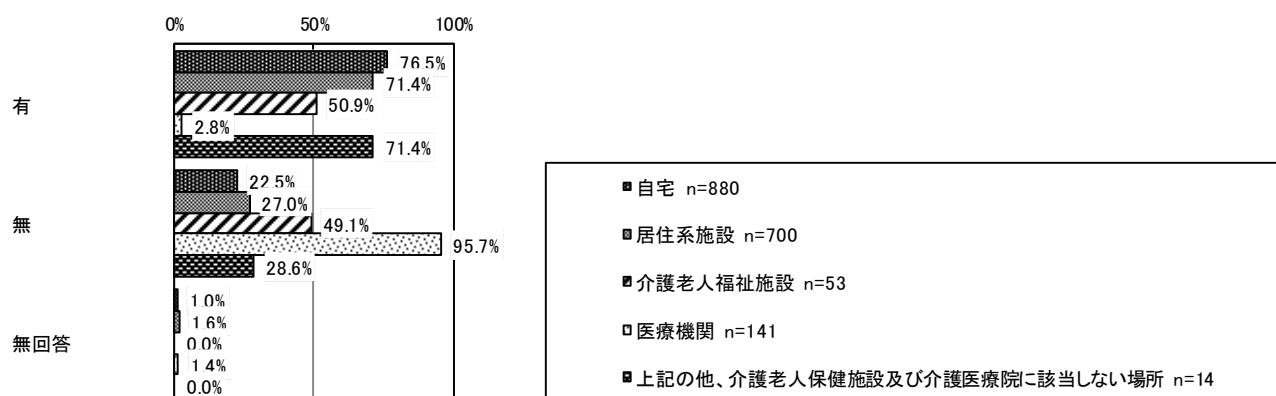 0% 50% 100%
有
76.5%
71.4%
50.9%
2.8%
71.4%
無
22.5%
27.0%
49.1%
95.7%
28.6%
無回答
1.0%
1.6%
0.0%
1.4%
0.0%
自宅 n=880
居住系施設 n=700
介護老人福祉施設 n=53
医療機関 n=141
上記の他、介護老人保健施設及び介護医療院に該当しない場所 n=14